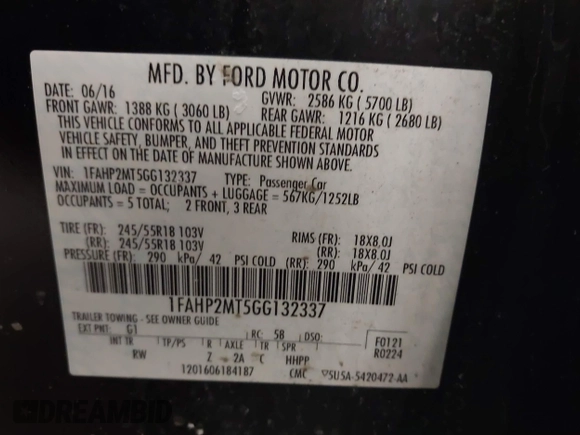 MFD. BY FORD MOTOR CO.
DATE: 06/16 GVWR: 2586 KG ( 5700 LB)
FRONT GAWR: 1388 KG ( 3060 LB) REAR GAWR: 1216 KG ( 2680 LB)
THIS VEHICLE CONFORMS TO ALL APPLICABLE FEDERAL MOTOR
VEHICLE SAFETY, BUMPER, AND THEFT PREVENTION STANDARDS
IN EFFECT ON THE DATE OF MANUFACTURE SHOWN ABOVE.
VIN: 1FAHP2MT5GG132337 TYPE: Passenger Car
MAXIMUM LOAD = OCCUPANTS + LUGGAGE = 567KG/1252LB
OCCUPANTS = 5 TOTAL; 2 FRONT, 3 REAR
TIRE (FR): 245/55R18 103V RIMS (FR): 18X8.0J
(RR): 245/55R18 103V (RR): 18X8.0J
PRESSURE (FR): 290 kPa/ 42 PSI COLD (RR): 290 kPa/ 42 PSI COLD
1FAHP2MT5GG132337
TRAILER TOWING - SEE OWNER GUIDE
EXT PNT: G1 RC: 5B DSO: F0121
INT TR TP/PS R AXLE TR SPR R0224
RW Z 2A C HHPP
1201606184187 CMC ▽5U5A-5420472-AA
DREAMBID